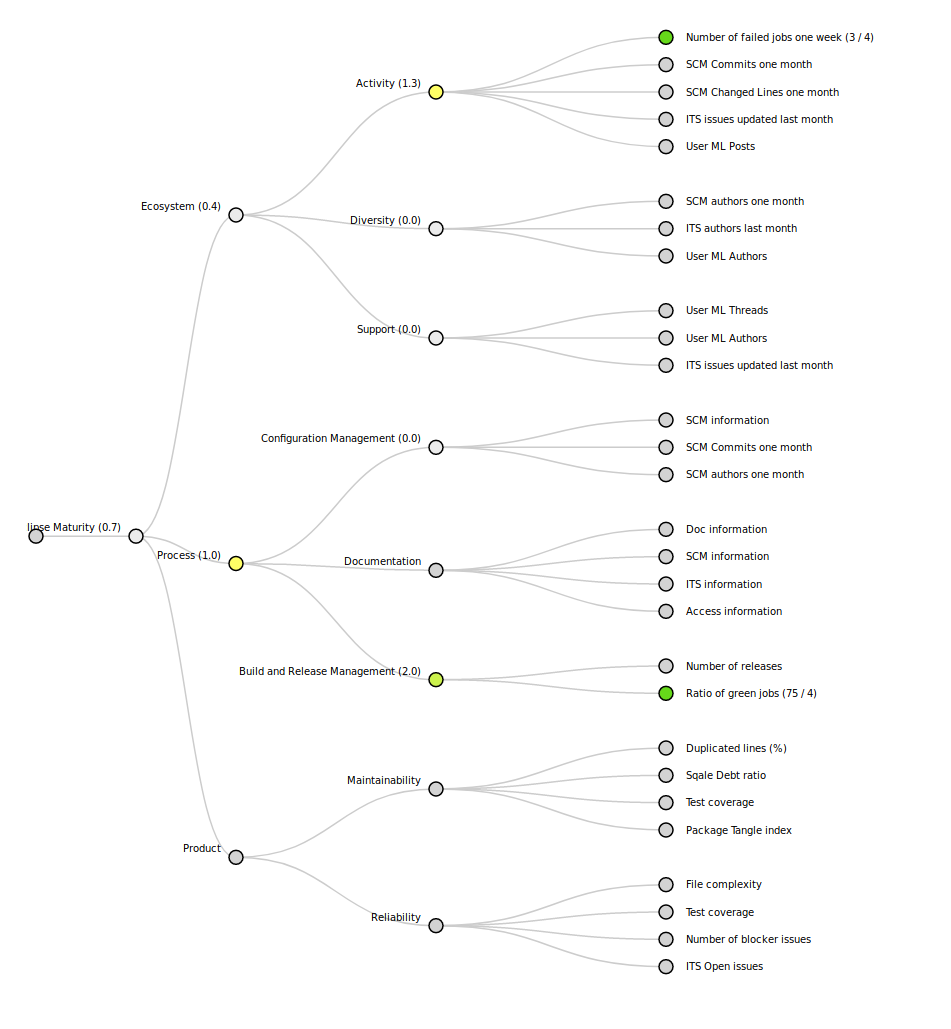 Number of failed jobs one week (3 / 4)
SCM Commits one month
Activity (1.3)
SCM Changed Lines one month
ITS issues updated last month
User ML Posts
SCM authors one month
Ecosystem (0.4)
Diversity (0.0)
ITS authors last month
User ML Authors
User ML Threads
Support (0.0)
User ML Authors
ITS issues updated last month
SCM information
Configuration Management (0.0)
SCM Commits one month
SCM authors one month
Maturity (0.7)
Doc information
Process (1.0)
SCM information
Documentation
ITS information
Access information
Number of releases
Build and Release Management (2.0)
Ratio of green jobs (75 / 4)
Duplicated lines (%)
Sqale Debt ratio
Maintainability
Test coverage
Package Tangle index
Product
File complexity
Test coverage
Reliability
Number of blocker issues
ITS Open issues